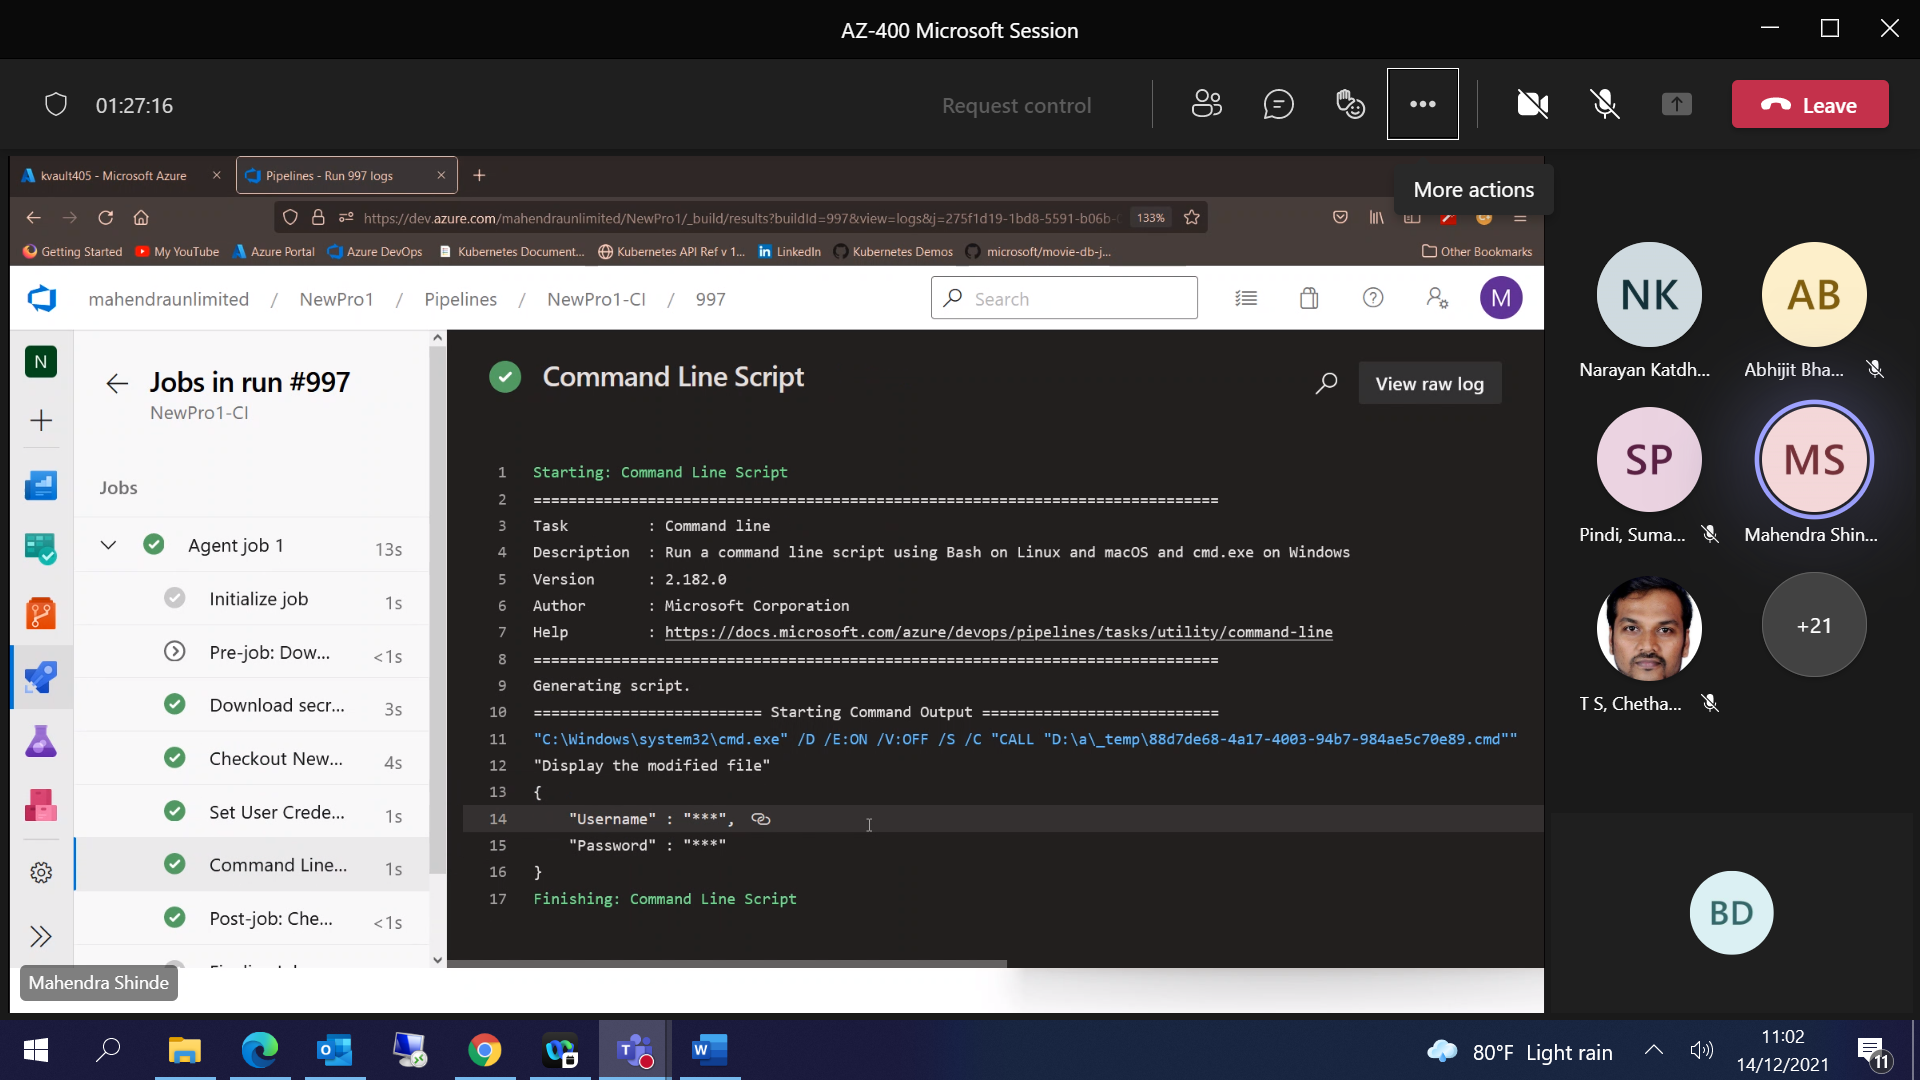 AZ-400 Microsoft Session
01:27:16
Request control
Leave
kvault405 - Microsoft Azure
Pipelines - Run 997 logs
More actions
https://dev.azure.com/mahendraunlimited/NewPro1/_build/results?buildId=997&view=logs&j=275f1d19-1bd8-5591-b06b-
133%
Getting Started
My YouTube
Azure Portal
Azure DevOps
Kubernetes Document...
Kubernetes API Ref v 1...
LinkedIn
Kubernetes Demos
microsoft/movie-db-j...
Other Bookmarks
mahendraunlimited / NewPro1 / Pipelines / NewPro1-CI / 997
Search
M
N
Jobs in run #997
NewPro1-CI
Jobs
Agent job 1 13s
Initialize job 1s
Pre-job: Dow... <1s
Download secr... 3s
Checkout New... 4s
Set User Crede... 1s
Command Line... 1s
Post-job: Che... <1s
Command Line Script
View raw log
1 Starting: Command Line Script
2 ==============================================================================
3 Task : Command line
4 Description : Run a command line script using Bash on Linux and macOS and cmd.exe on Windows
5 Version : 2.182.0
6 Author : Microsoft Corporation
7 Help : https://docs.microsoft.com/azure/devops/pipelines/tasks/utility/command-line
8 ==============================================================================
9 Generating script.
10 ========================== Starting Command Output ===========================
11 "C:\Windows\system32\cmd.exe" /D /E:ON /V:OFF /S /C "CALL "D:\a\_temp\88d7de68-4a17-4003-94b7-984ae5c70e89.cmd""
12 "Display the modified file"
13 {
14 "Username" : "***",
15 "Password" : "***"
16 }
17 Finishing: Command Line Script
Mahendra Shinde
NK
Narayan Katdh...
AB
Abhijit Bha...
SP
Pindi, Suma...
MS
Mahendra Shin...
T S, Chetha...
+21
BD
80°F Light rain
11:02
14/12/2021
11